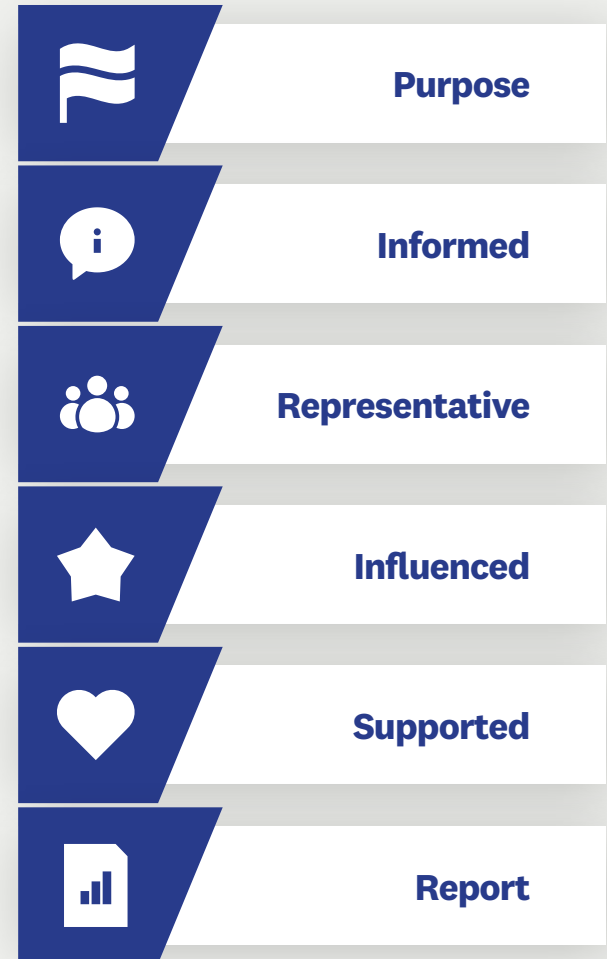 Purpose
Informed
Representative
Influenced
Supported
Report